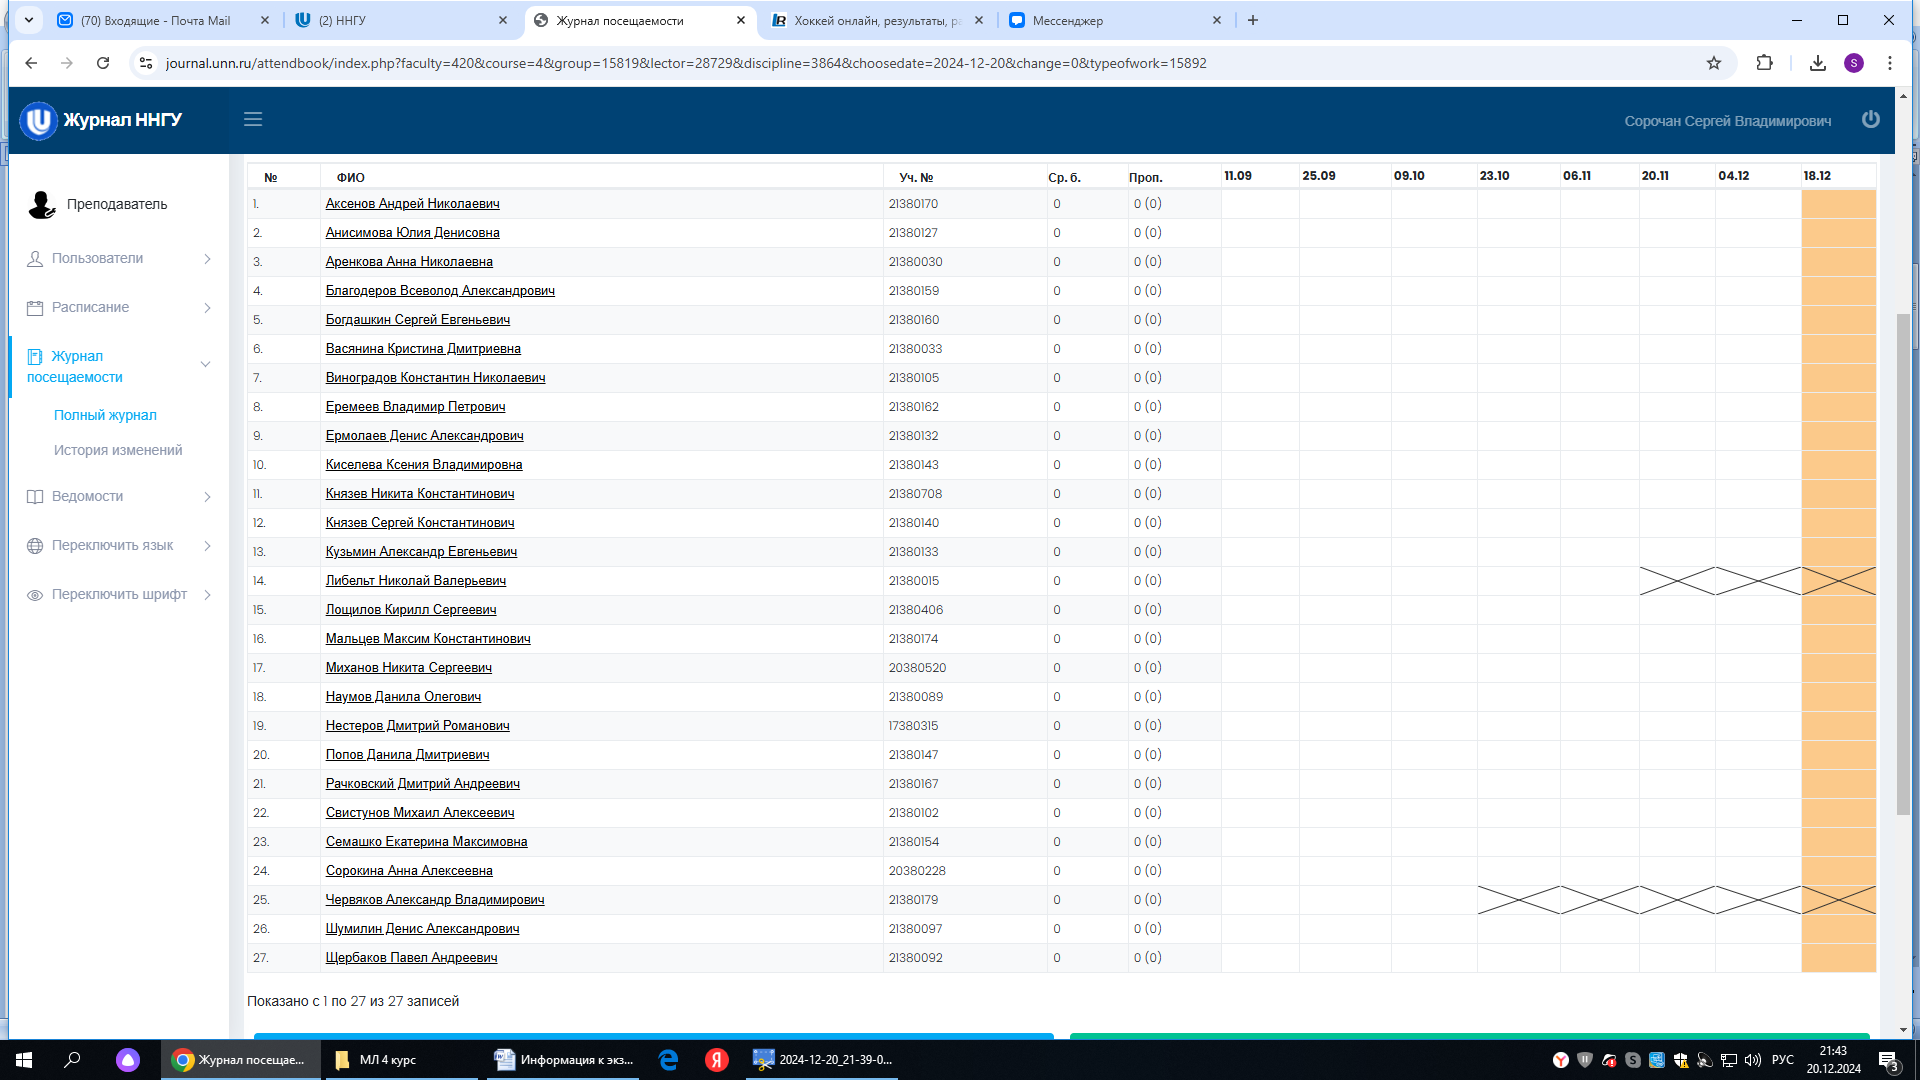 (70) Входящие - Почта Mail
(2) ННГУ
Журнал посещаемости
Хоккей онлайн, результаты, ра
Мессенджер
journal.unn.ru/attendbook/index.php?faculty=420&course=4&group=15819&lector=28729&discipline=3864&choosedate=2024-12-20&change=0&typeofwork=15892
S
Журнал ННГУ
Сорочан Сергей Владимирович
Преподаватель
Пользователи
Расписание
Журнал
посещаемости
Полный журнал
История изменений
Ведомости
Переключить язык
Переключить шрифт
№ ФИО Уч. № Ср. б. Проп. 11.09 25.09 09.10 23.10 06.11 20.11 04.12 18.12
1. Аксенов Андрей Николаевич 21380170 0 0 (0)
2. Анисимова Юлия Денисовна 21380127 0 0 (0)
3. Аренкова Анна Николаевна 21380030 0 0 (0)
4. Благодеров Всеволод Александрович 21380159 0 0 (0)
5. Богдашкин Сергей Евгеньевич 21380160 0 0 (0)
6. Васянина Кристина Дмитриевна 21380033 0 0 (0)
7. Виноградов Константин Николаевич 21380105 0 0 (0)
8. Еремеев Владимир Петрович 21380162 0 0 (0)
9. Ермолаев Денис Александрович 21380132 0 0 (0)
10. Киселева Ксения Владимировна 21380143 0 0 (0)
11. Князев Никита Константинович 21380708 0 0 (0)
12. Князев Сергей Константинович 21380140 0 0 (0)
13. Кузьмин Александр Евгеньевич 21380133 0 0 (0)
14. Либельт Николай Валерьевич 21380015 0 0 (0)
15. Лощилов Кирилл Сергеевич 21380406 0 0 (0)
16. Мальцев Максим Константинович 21380174 0 0 (0)
17. Миханов Никита Сергеевич 20380520 0 0 (0)
18. Наумов Данила Олегович 21380089 0 0 (0)
19. Нестеров Дмитрий Романович 17380315 0 0 (0)
20. Попов Данила Дмитриевич 21380147 0 0 (0)
21. Рачковский Дмитрий Андреевич 21380167 0 0 (0)
22. Свистунов Михаил Алексеевич 21380102 0 0 (0)
23. Семашко Екатерина Максимовна 21380154 0 0 (0)
24. Сорокина Анна Алексеевна 20380228 0 0 (0)
25. Червяков Александр Владимирович 21380179 0 0 (0)
26. Шумилин Денис Александрович 21380097 0 0 (0)
27. Щербаков Павел Андреевич 21380092 0 0 (0)
Показано с 1 по 27 из 27 записей
Журнал посещае...
МЛ 4 курс
Информация к экз...
2024-12-20_21-39-0...
РУС
21:43
20.12.2024
3